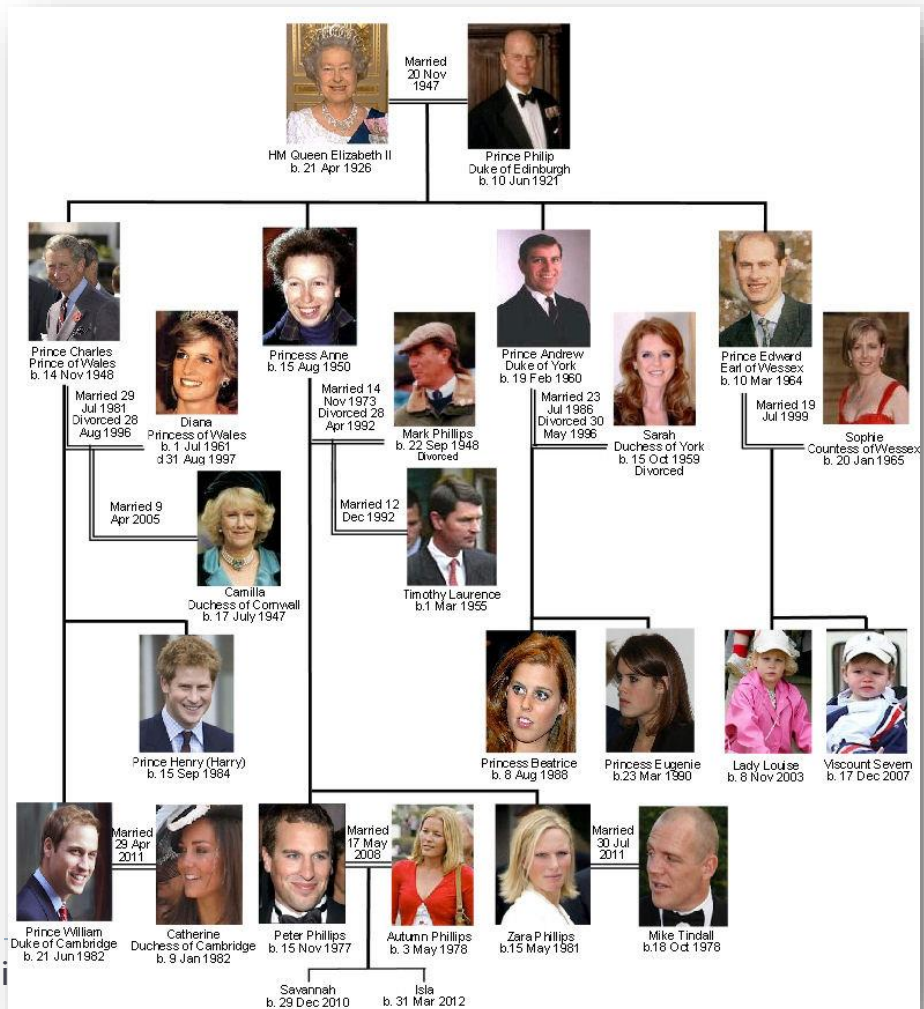 Married
20 Nov
1947
HM Queen Elizabeth II
b. 21 Apr 1926
Prince Philip
Duke of Edinburgh
b. 10 Jun 1921
Prince Charles
Prince of Wales
b. 14 Nov 1948
Princess Anne
b. 15 Aug 1950
Prince Andrew
Duke of York
b. 19 Feb 1960
Prince Edward
Earl of Wessex
b. 10 Mar 1964
Married 29
Jul 1981
Divorced 28
Aug 1996
Diana
Princess of Wales
b. 1 Jul 1961
d 31 Aug 1997
Married 14
Nov 1973
Divorced 28
Apr 1992
Mark Phillips
b. 22 Sep 1948
Divorced
Married 23
Jul 1986
Divorced 30
May 1996
Sarah
Duchess of York
b. 15 Oct 1959
Divorced
Married 19
Jul 1999
Sophie
Countess of Wessex
b. 20 Jan 1965
Married 9
Apr 2005
Camilla
Duchess of Cornwall
b. 17 July 1947
Married 12
Dec 1992
Timothy Laurence
b.1 Mar 1955
Prince Henry (Harry)
b. 15 Sep 1984
Princess Beatrice
b. 8 Aug 1988
Princess Eugenie
b.23 Mar 1990
Lady Louise
b. 8 Nov 2003
Viscount Severn
b. 17 Dec 2007
Prince William
Duke of Cambridge
b. 21 Jun 1982
Married
29 Apr
2011
Catherine
Duchess of Cambridge
b. 9 Jan 1982
Peter Phillips
b. 15 Nov 1977
Married
17 May
2008
Autumn Phillips
b. 3 May 1978
Zara Phillips
b.15 May 1981
Married
30 Jul
2011
Mike Tindall
b.18 Oct 1978
Savannah
b. 29 Dec 2010
Isla
b. 31 Mar 2012